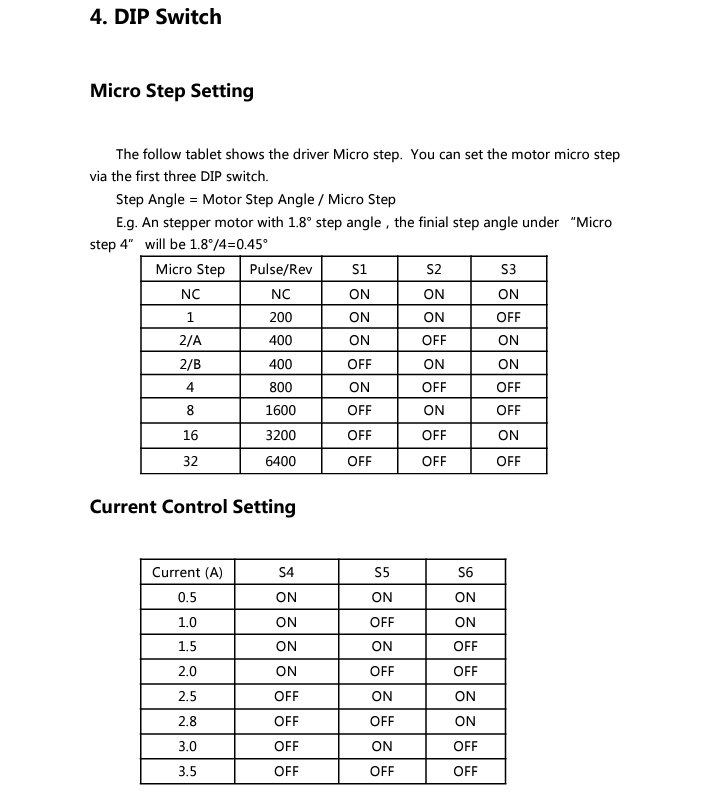 4. DIP Switch
Micro Step Setting
The follow tablet shows the driver Micro step.  You can set the motor micro step
via the first three DIP switch.
Step Angle = Motor Step Angle / Micro Step
E.g. An stepper motor with 1.8° step angle , the finial step angle under “Micro
step 4” will be 1.8°/4=0.45°
Micro Step Pulse/Rev S1 S2 S3
NC NC ON ON ON
1 200 ON ON OFF
2/A 400 ON OFF ON
2/B 400 OFF ON ON
4 800 ON OFF OFF
8 1600 OFF ON OFF
16 3200 OFF OFF ON
32 6400 OFF OFF OFF
Current Control Setting
Current (A) S4 S5 S6
0.5 ON ON ON
1.0 ON OFF ON
1.5 ON ON OFF
2.0 ON OFF OFF
2.5 OFF ON ON
2.8 OFF OFF ON
3.0 OFF ON OFF
3.5 OFF OFF OFF